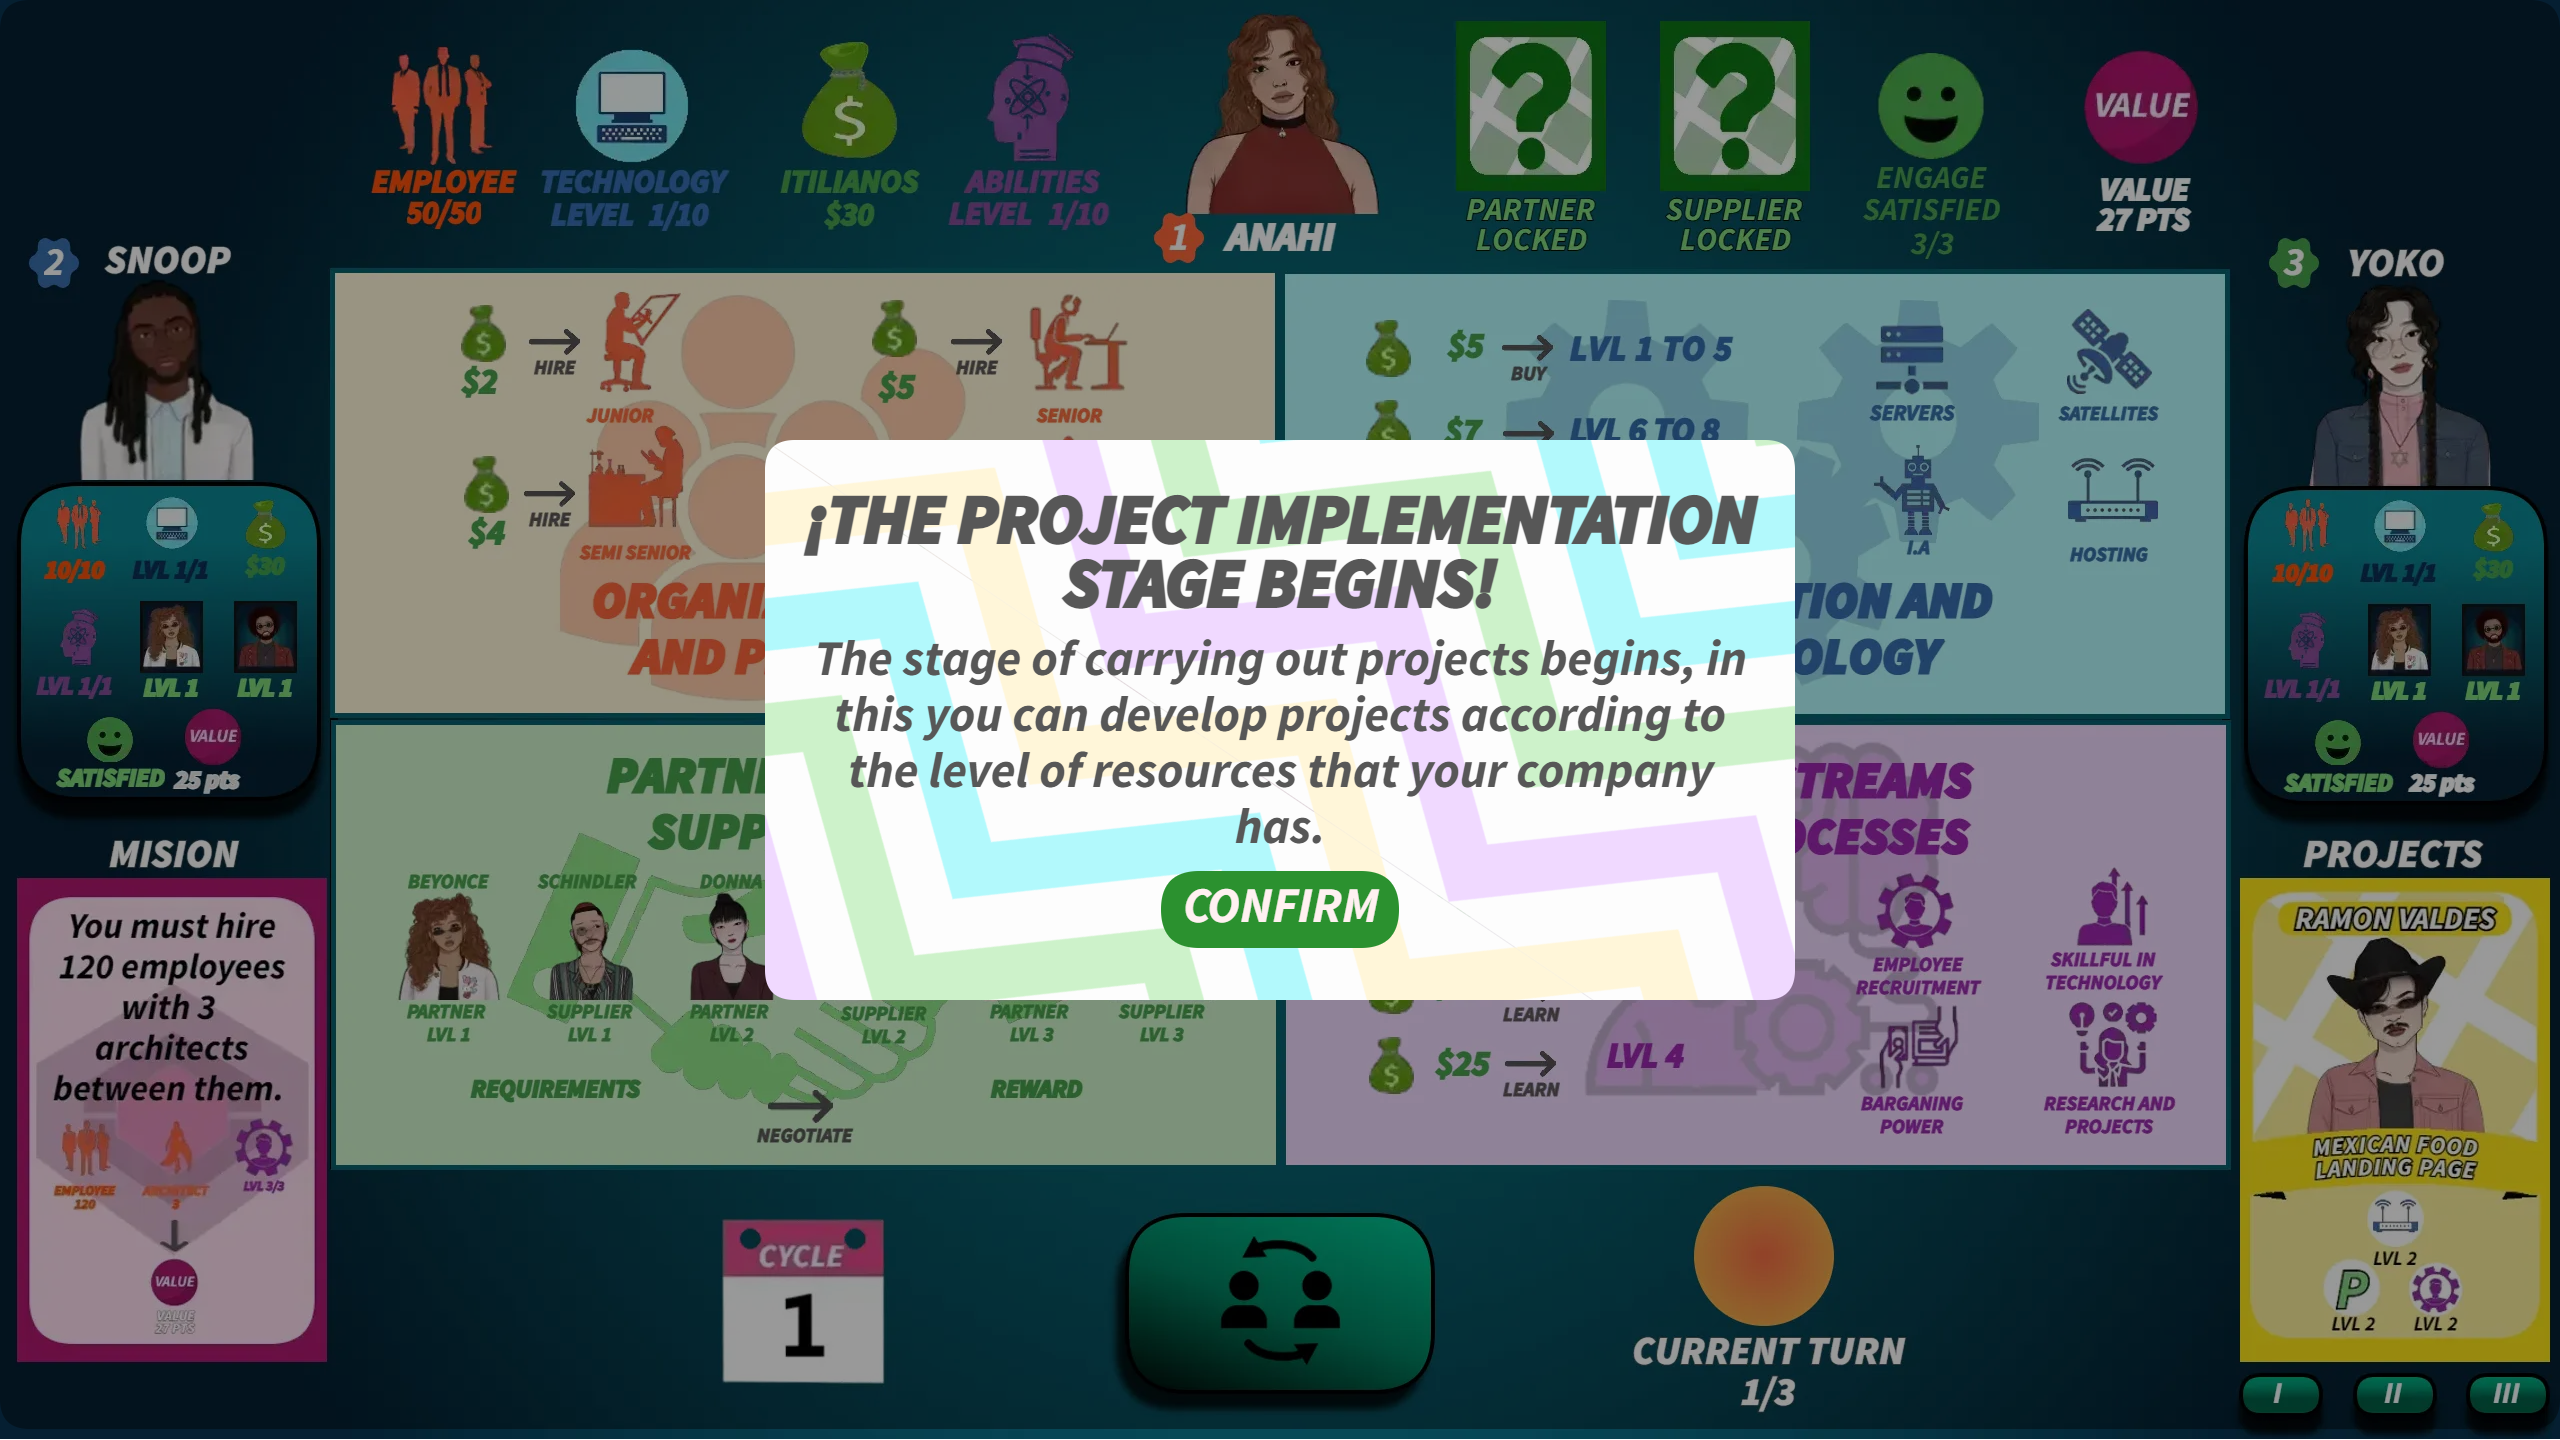 EMPLOYEE
50/50
TECHNOLOGY
LEVEL 1/10
$
ITILIANOS
$30
ABILITIES
LEVEL 1/10
1 ANAHI
?
PARTNER
LOCKED
?
SUPPLIER
LOCKED
ENGAGE
SATISFIED
3/3
VALUE
VALUE
27 PTS
2 SNOOP
10/10
LVL 1/1
$
$30
LVL 1/1
LVL 1
LVL 1
SATISFIED
VALUE
25 pts
3 YOKO
10/10
LVL 1/1
$
$30
LVL 1/1
LVL 1
LVL 1
SATISFIED
VALUE
25 pts
$
$2
HIRE
JUNIOR
$
$5
HIRE
SENIOR
$
$4
HIRE
SEMI SENIOR
ORGANI
AND P
$
$5
BUY
LVL 1 TO 5
$7
LVL 6 TO 8
SERVERS
SATELLITES
I.A
HOSTING
TION AND
OLOGY
¡THE PROJECT IMPLEMENTATION
STAGE BEGINS!
The stage of carrying out projects begins, in
this you can develop projects according to
the level of resources that your company
has.
CONFIRM
PARTNE
SUPP
BEYONCE
PARTNER
LVL 1
SCHINDLER
SUPPLIER
LVL 1
DONNA
PARTNER
LVL 2
SUPPLIER
LVL 2
PARTNER
LVL 3
SUPPLIER
LVL 3
REQUIREMENTS
NEGOTIATE
REWARD
TREAMS
OCESSES
LEARN
$
$25
LEARN
LVL 4
EMPLOYEE
RECRUITMENT
SKILLFUL IN
TECHNOLOGY
BARGANING
POWER
RESEARCH AND
PROJECTS
MISION
You must hire
120 employees
with 3
architects
between them.
EMPLOYEE
120
ARCHITECT
3
LVL 3/3
VALUE
VALUE
27 PTS
PROJECTS
RAMON VALDES
MEXICAN FOOD
LANDING PAGE
LVL 2
P
LVL 2
LVL 2
CYCLE
1
CURRENT TURN
1/3
I
II
III